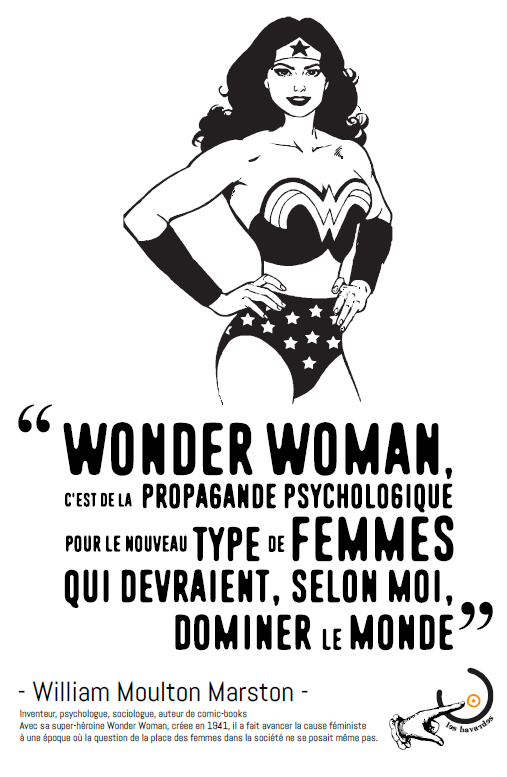 “ WONDER WOMAN,
C'EST DE LA PROPAGANDE PSYCHOLOGIQUE
POUR LE NOUVEAU TYPE DE FEMMES
QUI DEVRAIENT, SELON MOI,
DOMINER LE MONDE ”
- William Moulton Marston -
Inventeur, psychologue, sociologue, auteur de comic-books
Avec sa super-héroine Wonder Woman, créee en 1941, il a fait avancer la cause féministe
à une époque où la question de la place des femmes dans la société ne se posait même pas.
les bavardos